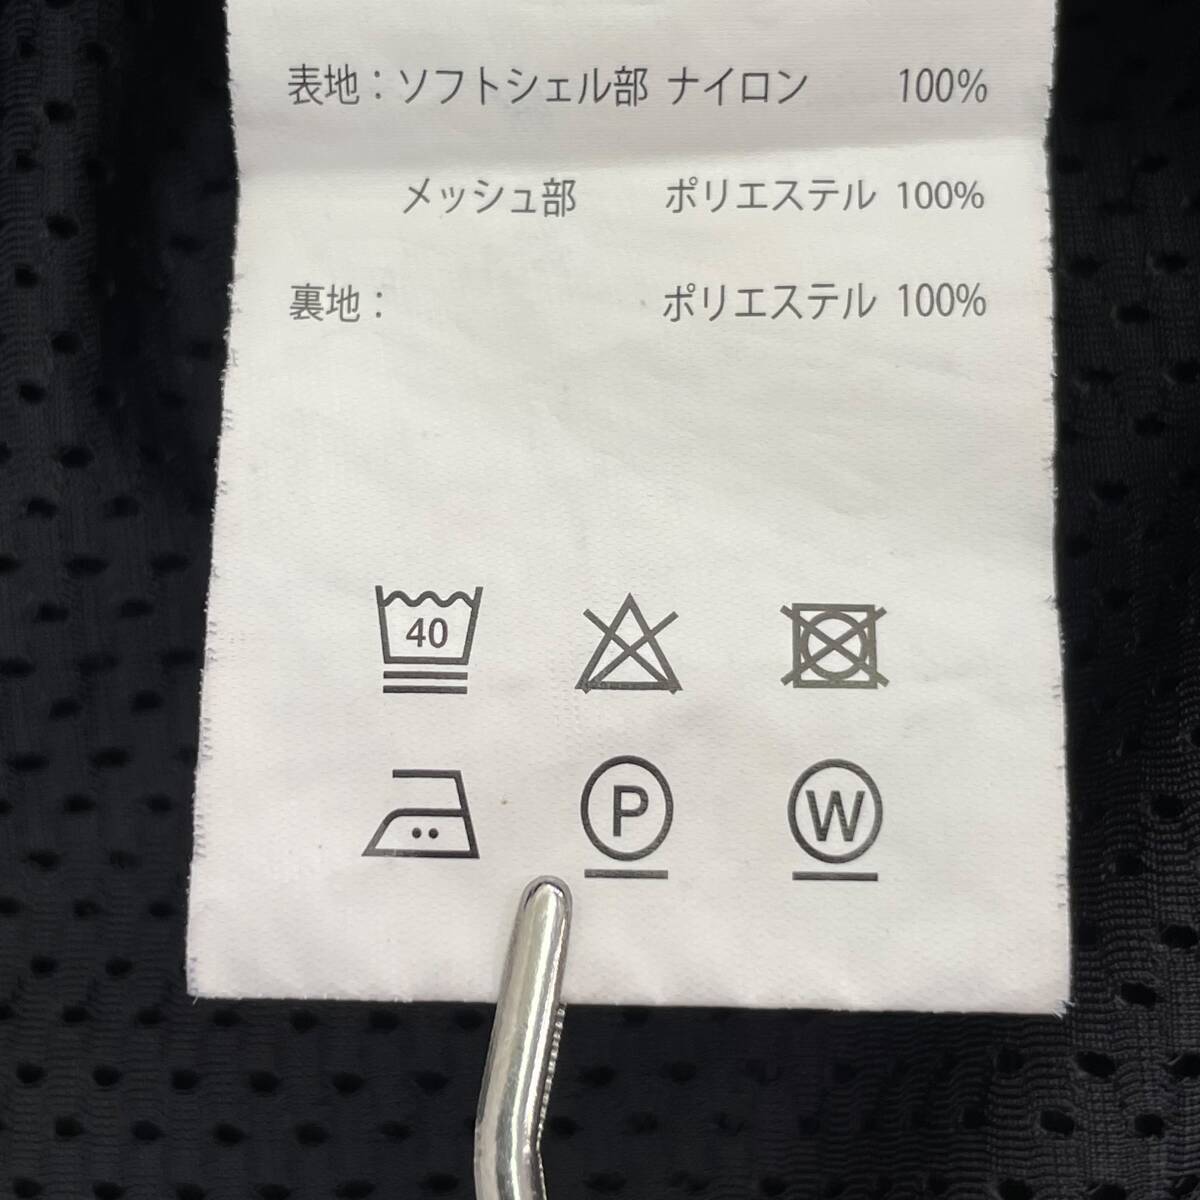 表地：ソフトシェル部 ナイロン 100%
メッシュ部 ポリエステル 100%
裏地： ポリエステル 100%
40
P W